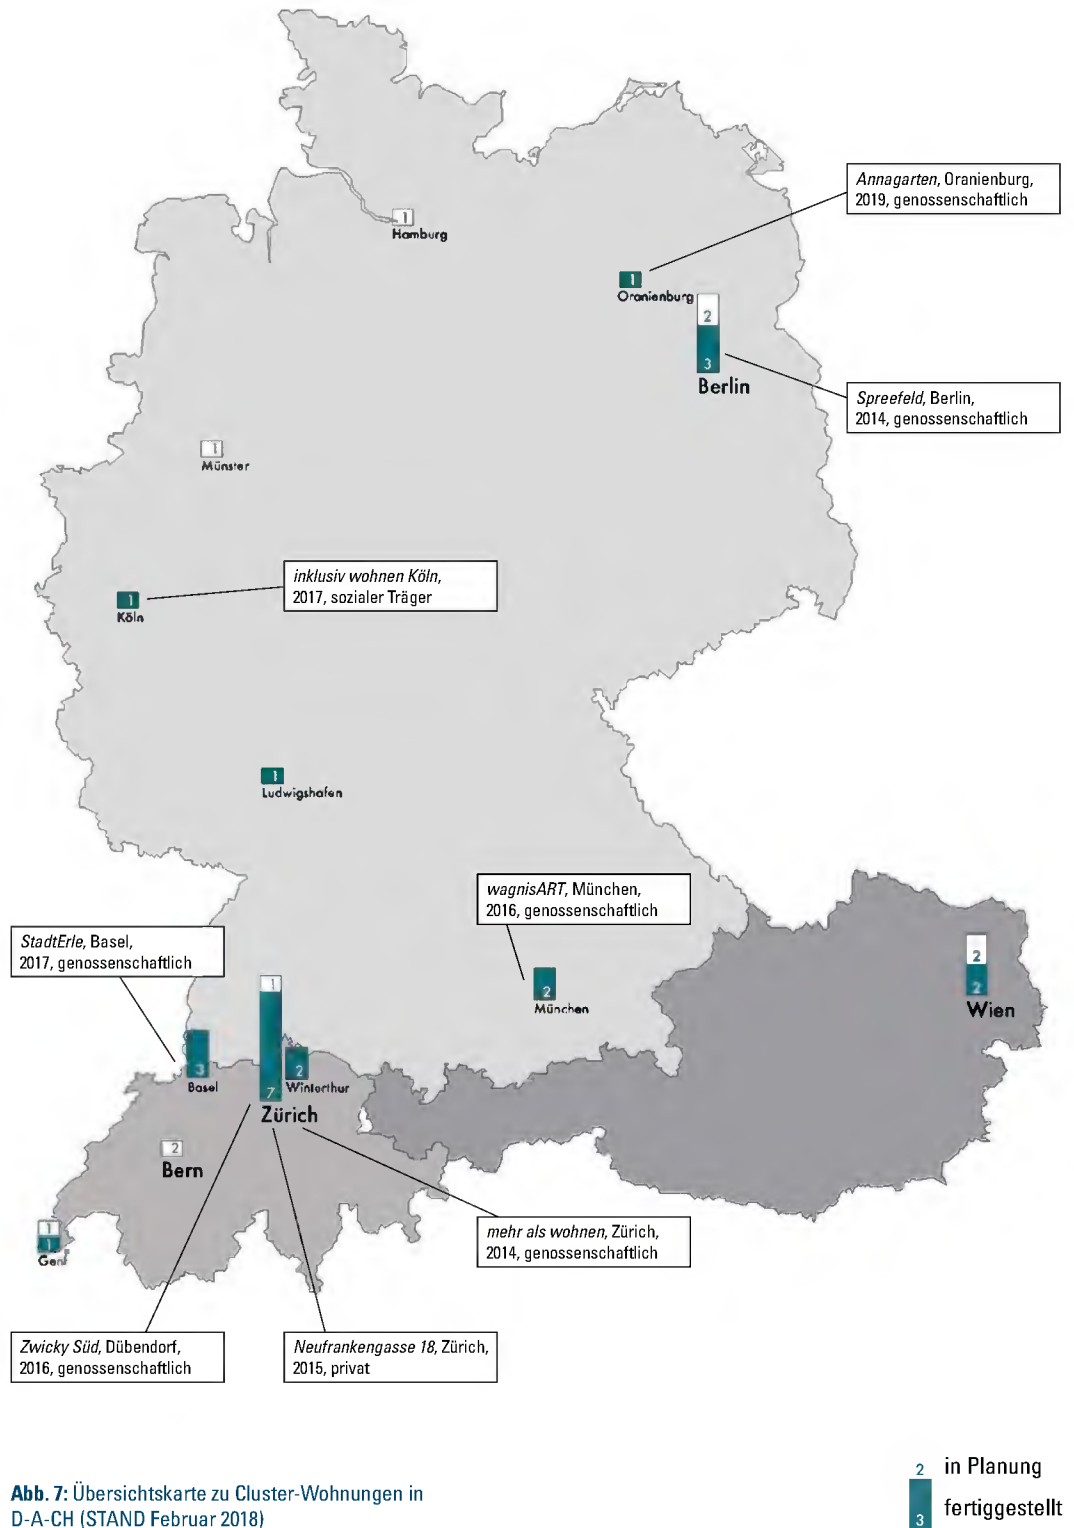 Annagarten, Oranienburg,
2019, genossenschaftlich
1
Hamburg
1
Oranienburg
2
3
Berlin
Spreefeld, Berlin,
2014, genossenschaftlich
1
Münster
inklusiv wohnen Köln,
2017, sozialer Träger
1
Köln
1
Ludwigshafen
wagnisART, München,
2016, genossenschaftlich
StadtErle, Basel,
2017, genossenschaftlich
2
2
Wien
2
München
1
7
Zürich
3
Basel
2
Winterthur
2
Bern
1
1
Genf
mehr als wohnen, Zürich,
2014, genossenschaftlich
Zwicky Süd, Dübendorf,
2016, genossenschaftlich
Neufrankengasse 18, Zürich,
2015, privat
2 in Planung
3 fertiggestellt
Abb. 7: Übersichtskarte zu Cluster-Wohnungen in
D-A-CH (STAND Februar 2018)